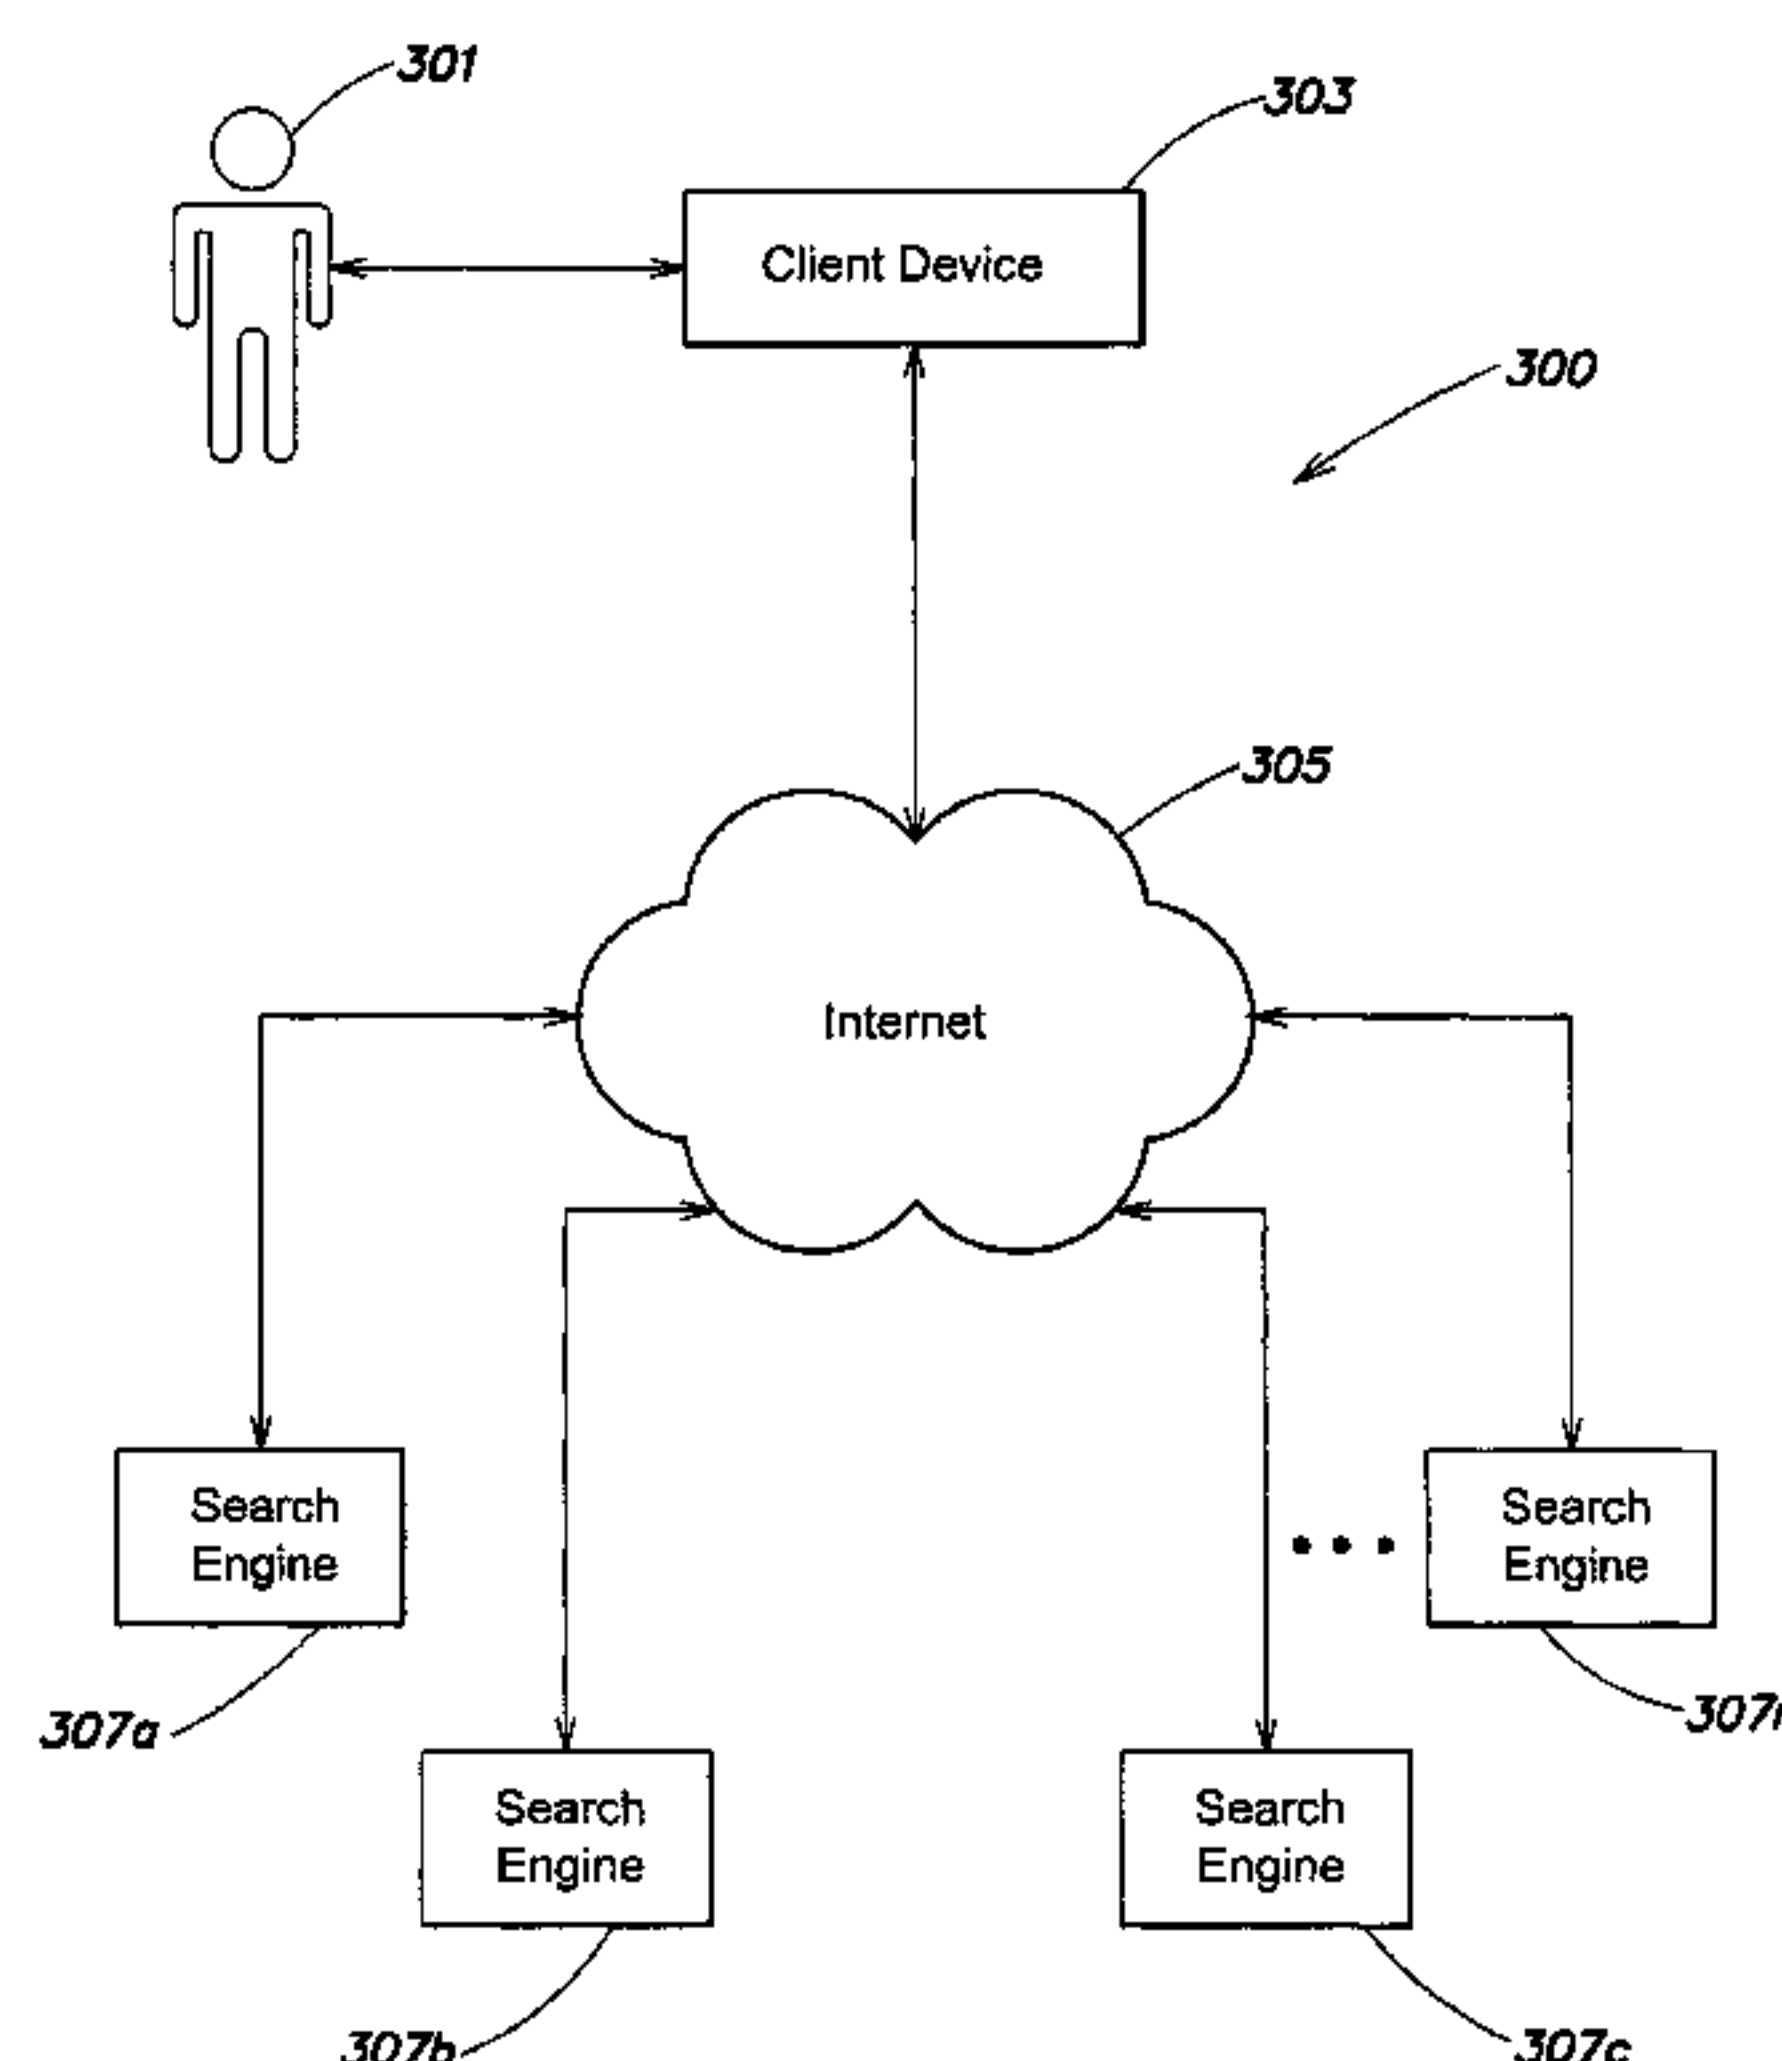 301
303
Client Device
300
305
Internet
Search
Engine
Search
Engine
307a
Search
Engine
Search
Engine
307b
307c